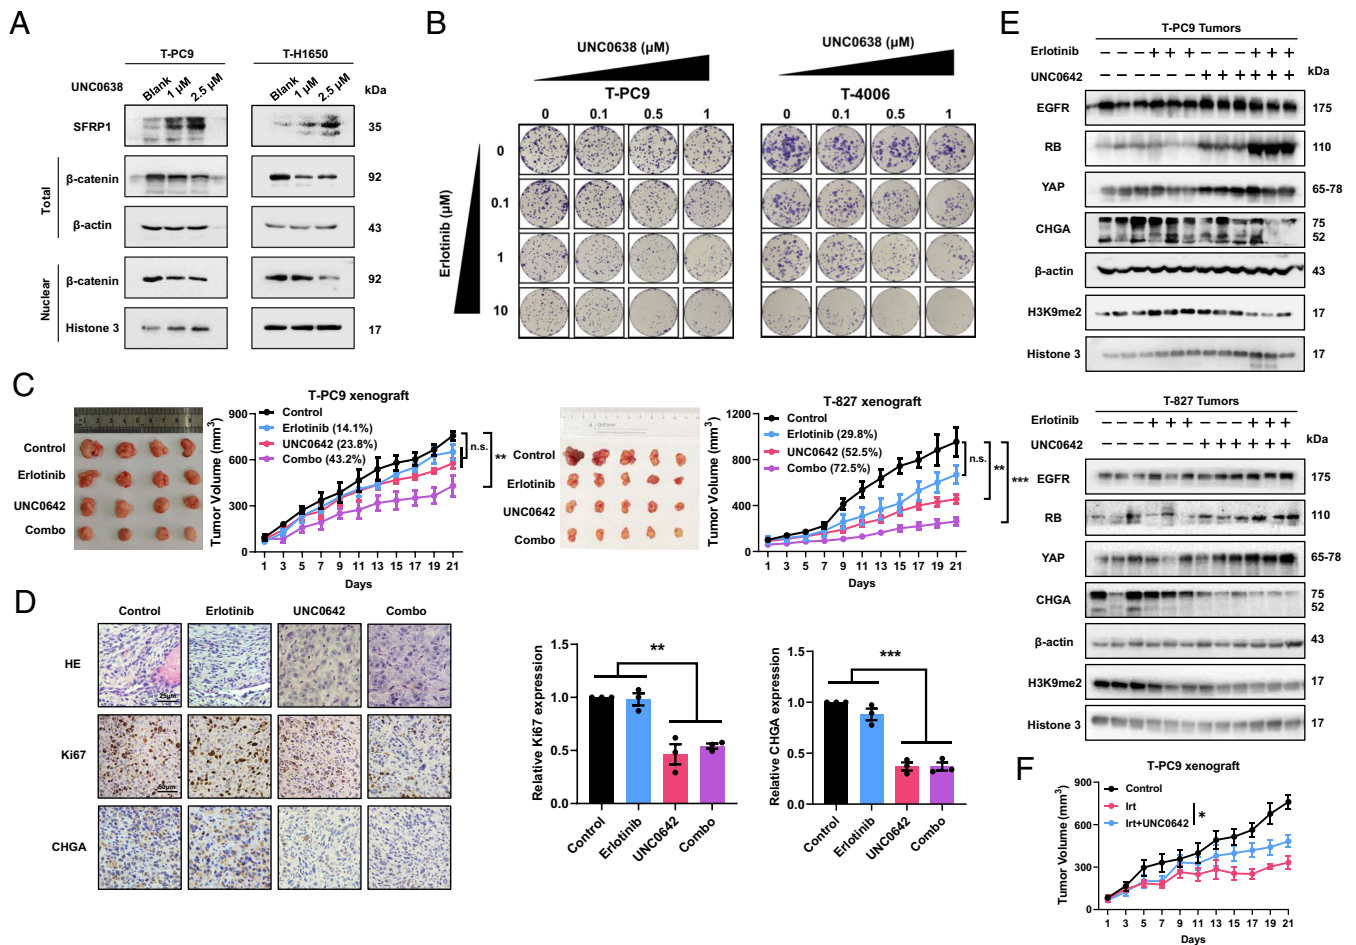 A
T-PC9 T-H1650
UNC0638 Blank 1 µM 2.5 µM Blank 1 µM 2.5 µM kDa
SFRP1 35
Total
β-catenin 92
β-actin 43
Nuclear
β-catenin 92
Histone 3 17
B
UNC0638 (µM) UNC0638 (µM)
T-PC9 T-4006
0 0.1 0.5 1 0 0.1 0.5 1
Erlotinib (µM)
0
0.1
1
10
C
Control
Erlotinib
UNC0642
Combo
T-PC9 xenograft
Tumor Volume (mm³)
900
600
300
0
Control
Erlotinib (14.1%)
UNC0642 (23.8%)
Combo (43.2%)
n.s.
**
1 3 5 7 9 11 13 15 17 19 21
Days
Control
Erlotinib
UNC0642
Combo
T-827 xenograft
Tumor Volume (mm³)
1200
800
400
0
Control
Erlotinib (29.8%)
UNC0642 (52.5%)
Combo (72.5%)
n.s.
**
***
1 3 5 7 9 11 13 15 17 19 21
Days
D
Control Erlotinib UNC0642 Combo
HE
25µm
Ki67
50µm
CHGA
Relative Ki67 expression
1.5
1.0
0.5
0.0
**
Control Erlotinib UNC0642 Combo
Relative CHGA expression
1.5
1.0
0.5
0.0
***
Control Erlotinib UNC0642 Combo
E
T-PC9 Tumors
Erlotinib − − − + + + − − − + + +
UNC0642 − − − − − − + + + + + + kDa
EGFR 175
RB 110
YAP 65-78
CHGA 75
52
β-actin 43
H3K9me2 17
Histone 3 17
T-827 Tumors
Erlotinib − − − + + + − − − + + +
UNC0642 − − − − − − + + + + + + kDa
EGFR 175
RB 110
YAP 65-78
CHGA 75
52
β-actin 43
H3K9me2 17
Histone 3 17
F
T-PC9 xenograft
Tumor Volume (mm³)
900
600
300
0
Control
Irt
Irt+UNC0642
*
1 3 5 7 9 11 13 15 17 19 21
Days